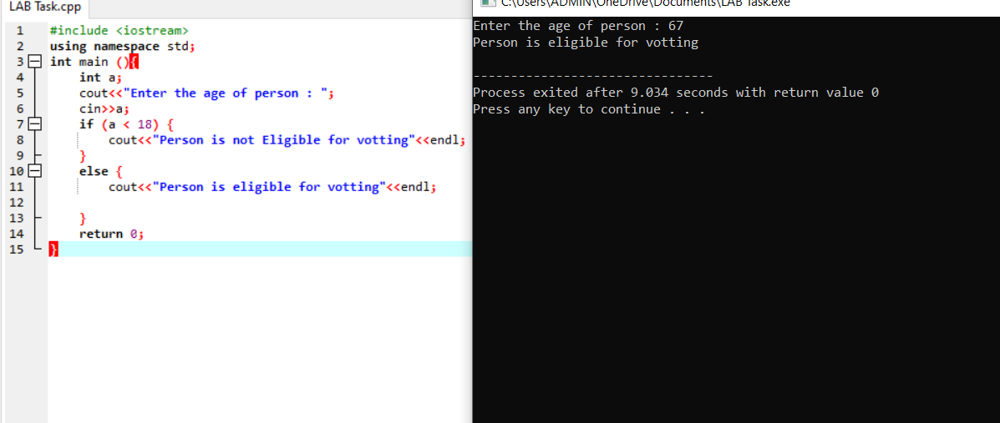 LAB Task.cpp
1 #include <iostream>
2 using namespace std;
3 int main (){
4 int a;
5 cout<<"Enter the age of person : ";
6 cin>>a;
7 if (a < 18) {
8 cout<<"Person is not Eligible for votting"<<endl;
9 }
10 else {
11 cout<<"Person is eligible for votting"<<endl;
12
13 }
14 return 0;
15 }
C:\Users\ADMIN\OneDrive\Documents\LAB Task.exe
Enter the age of person : 67
Person is eligible for votting
--------------------------------
Process exited after 9.034 seconds with return value 0
Press any key to continue . . .